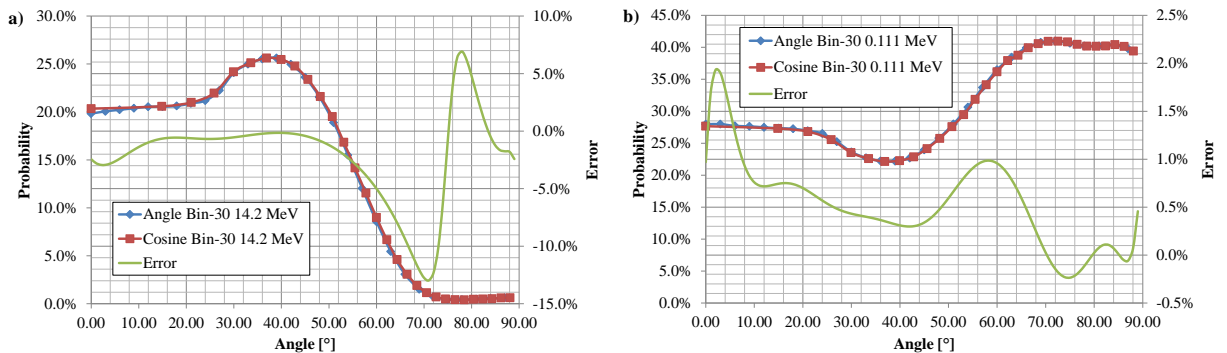 a)
Probability
30.0%
25.0%
20.0%
15.0%
10.0%
5.0%
0.0%
Angle Bin-30 14.2 MeV
Cosine Bin-30 14.2 MeV
Error
10.0%
5.0%
0.0%
-5.0%
-10.0%
-15.0%
Error
0.00 10.00 20.00 30.00 40.00 50.00 60.00 70.00 80.00 90.00
Angle [°]
b)
Probability
45.0%
40.0%
35.0%
30.0%
25.0%
20.0%
15.0%
10.0%
5.0%
0.0%
Angle Bin-30 0.111 MeV
Cosine Bin-30 0.111 MeV
Error
2.5%
2.0%
1.5%
1.0%
0.5%
0.0%
-0.5%
Error
0.00 10.00 20.00 30.00 40.00 50.00 60.00 70.00 80.00 90.00
Angle [°]